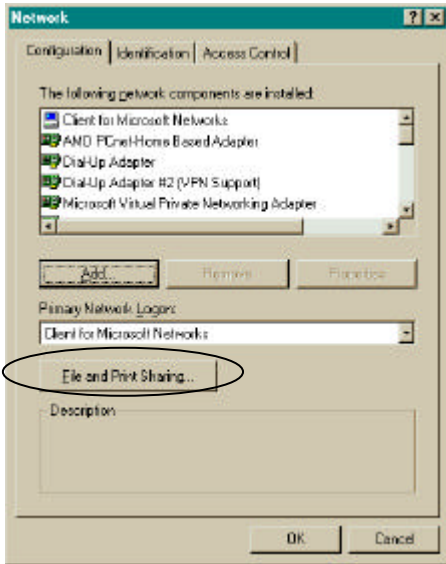 Network
Configuration Identification Access Control
The following network components are installed:
Client for Microsoft Networks
AMD PCnet-Home Based Adapter
Dial-Up Adapter
Dial-Up Adapter #2 (VPN Support)
Microsoft Virtual Private Networking Adapter
Add... Remove Properties
Primary Network Logon:
Client for Microsoft Networks
File and Print Sharing...
Description
OK Cancel